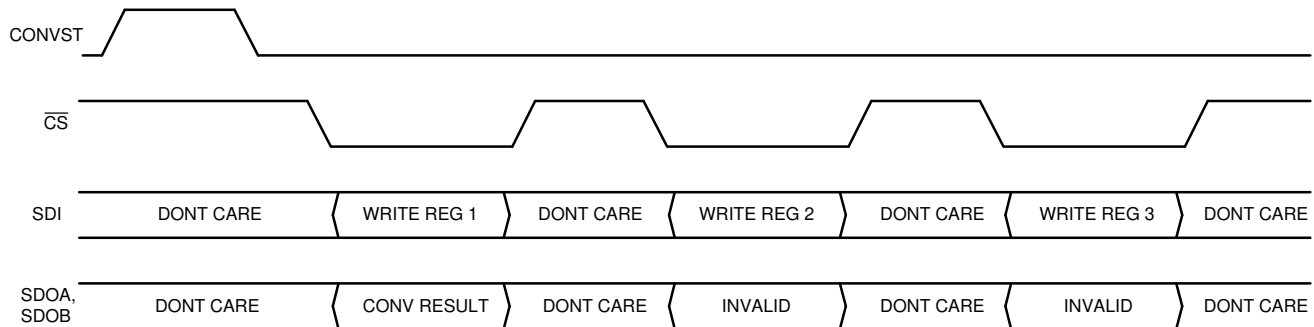 CONVST
CS
SDI DONT CARE WRITE REG 1 DONT CARE WRITE REG 2 DONT CARE WRITE REG 3 DONT CARE
SDOA,
SDOB DONT CARE CONV RESULT DONT CARE INVALID DONT CARE INVALID DONT CARE